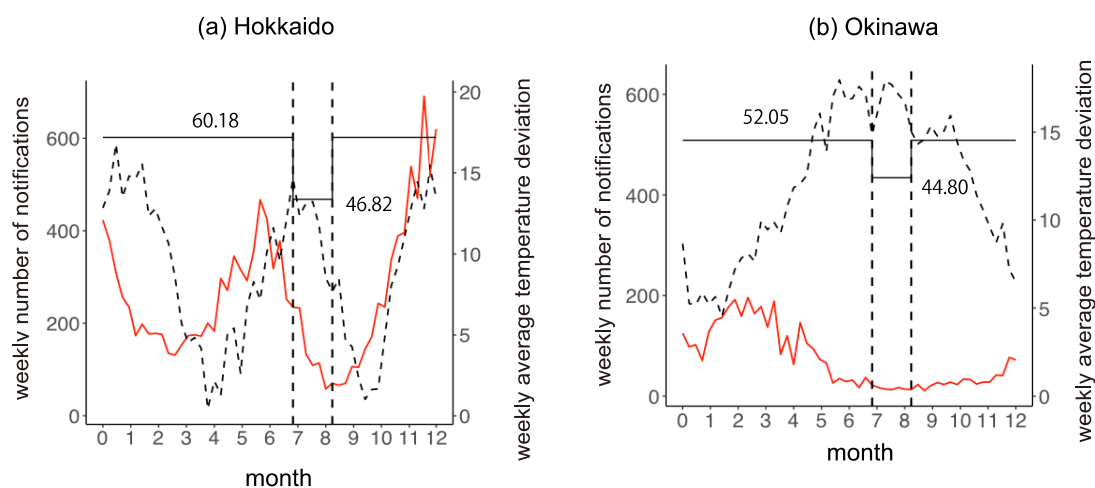 (a) Hokkaido
weekly number of notifications
600
400
200
0
60.18
46.82
20
15
10
5
0
weekly average temperature deviation
0 1 2 3 4 5 6 7 8 9 10 11 12
month
(b) Okinawa
weekly number of notifications
600
400
200
0
52.05
44.80
15
10
5
0
weekly average temperature deviation
0 1 2 3 4 5 6 7 8 9 10 11 12
month